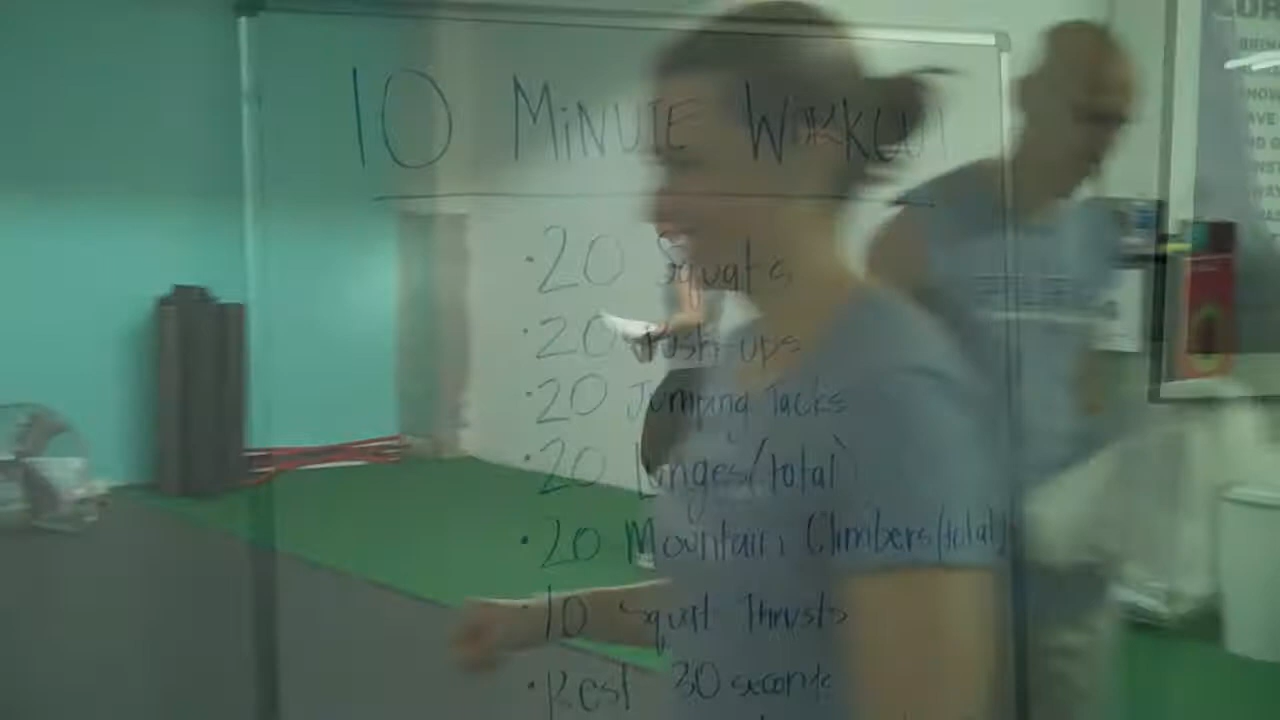 10 MiNUTE WORKOUT
• 20 Squats
• 20 Push-ups
• 20 Jumping Jacks
• 20 Lunges/total)
• 20 Mountain Climbers(total)
• 10 Squat Thrusts
• Rest 30 seconds